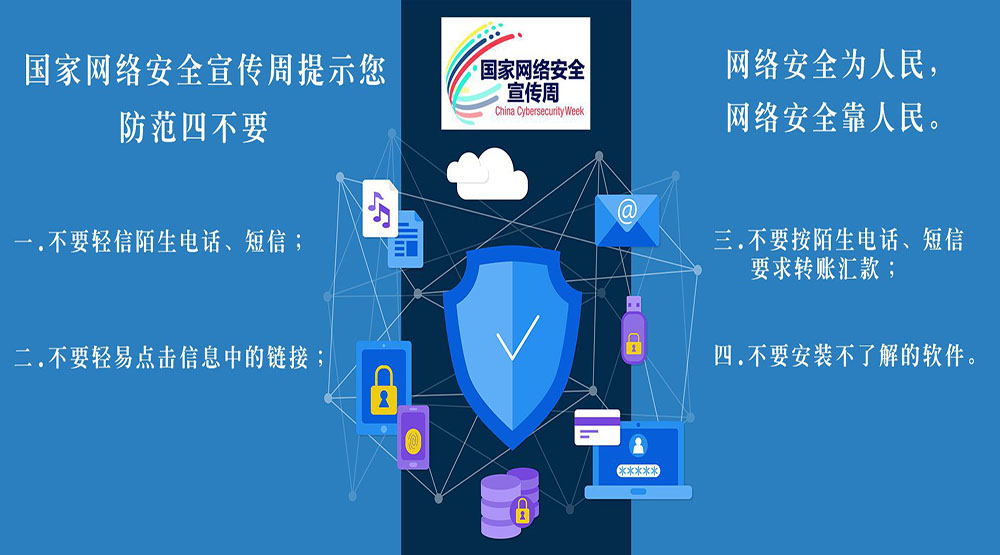 国家网络安全宣传周提示您
防范四不要
一.不要轻信陌生电话、短信；
二.不要轻易点击信息中的链接；
国家网络安全
宣传周
China Cybersecurity Week
@
*****
网络安全为人民，
网络安全靠人民。
三.不要按陌生电话、短信
要求转账汇款；
四.不要安装不了解的软件。